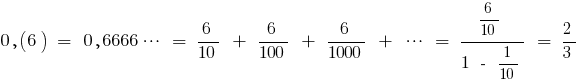 0,(6) = 0,6666⋯ = 6/10 + 6/100 + 6/1000 + ⋯ = (6/10)/(1 - 1/10) = 2/3